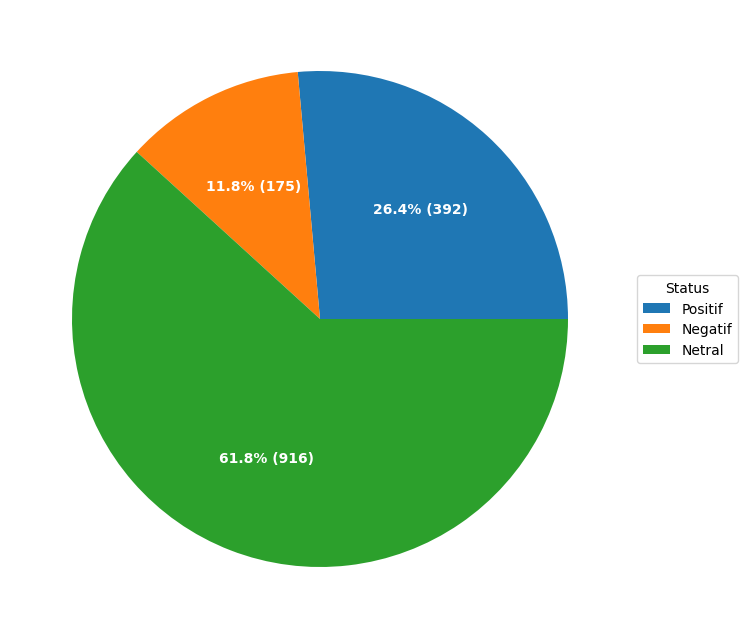 11.8% (175)
26.4% (392)
61.8% (916)
Status
Positif
Negatif
Netral